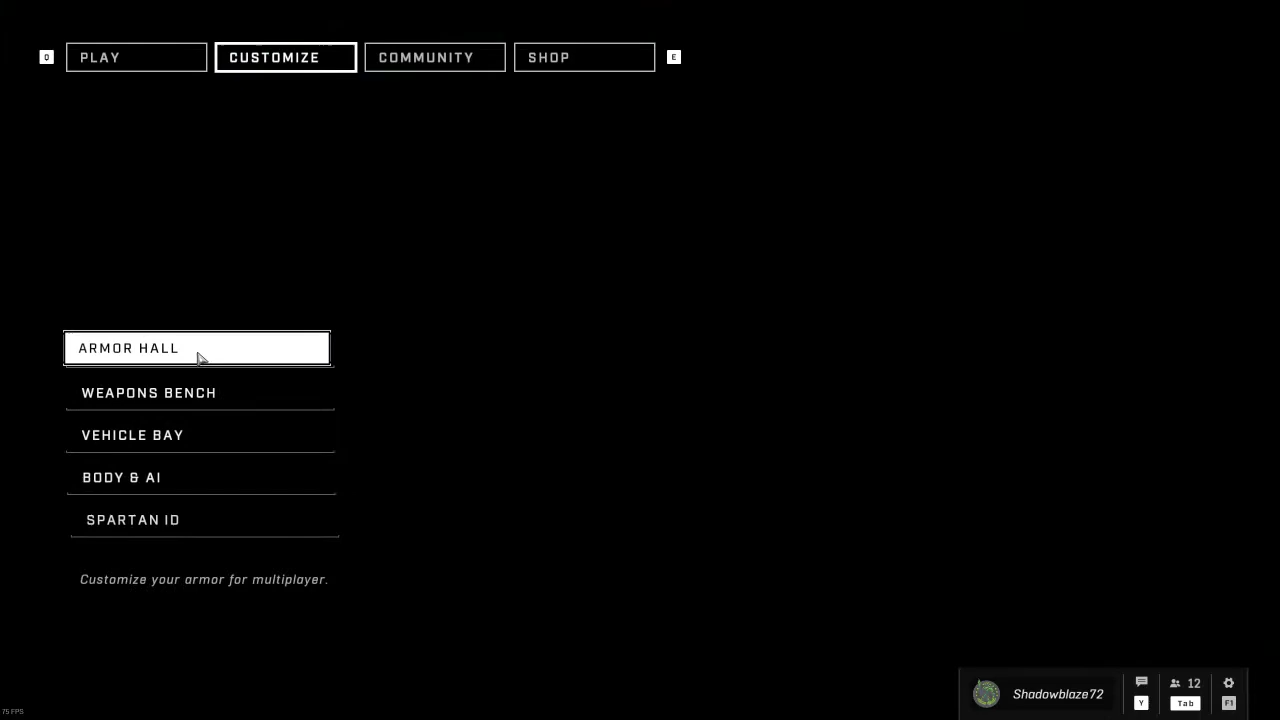 Q PLAY CUSTOMIZE COMMUNITY SHOP E
ARMOR HALL
WEAPONS BENCH
VEHICLE BAY
BODY & AI
SPARTAN ID
Customize your armor for multiplayer.
Shadowblaze72 12
Y Tab F1
75 FPS